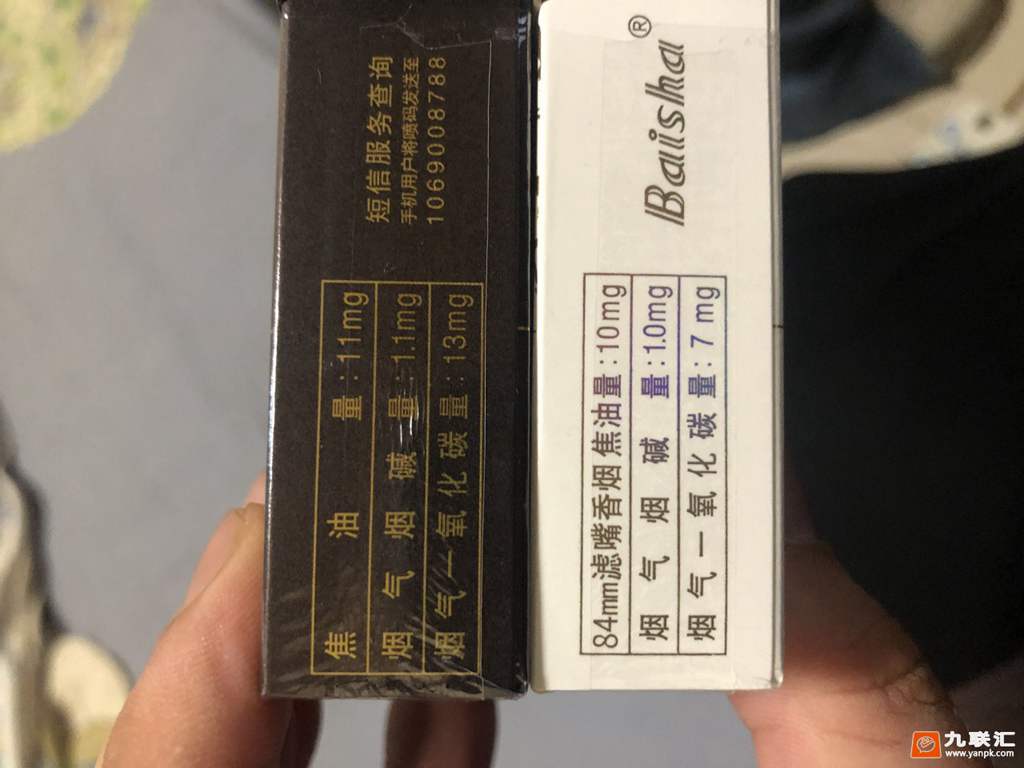 短信服务查询
手机用户将喷码发送至
1069008788
焦油量:11mg
烟气烟碱量:1.1mg
烟气一氧化碳量:13mg
Baisha®
84mm滤嘴香烟 焦油量:10mg
烟气烟碱量:1.0mg
烟气一氧化碳量:7mg
九联汇
www.yanpk.com